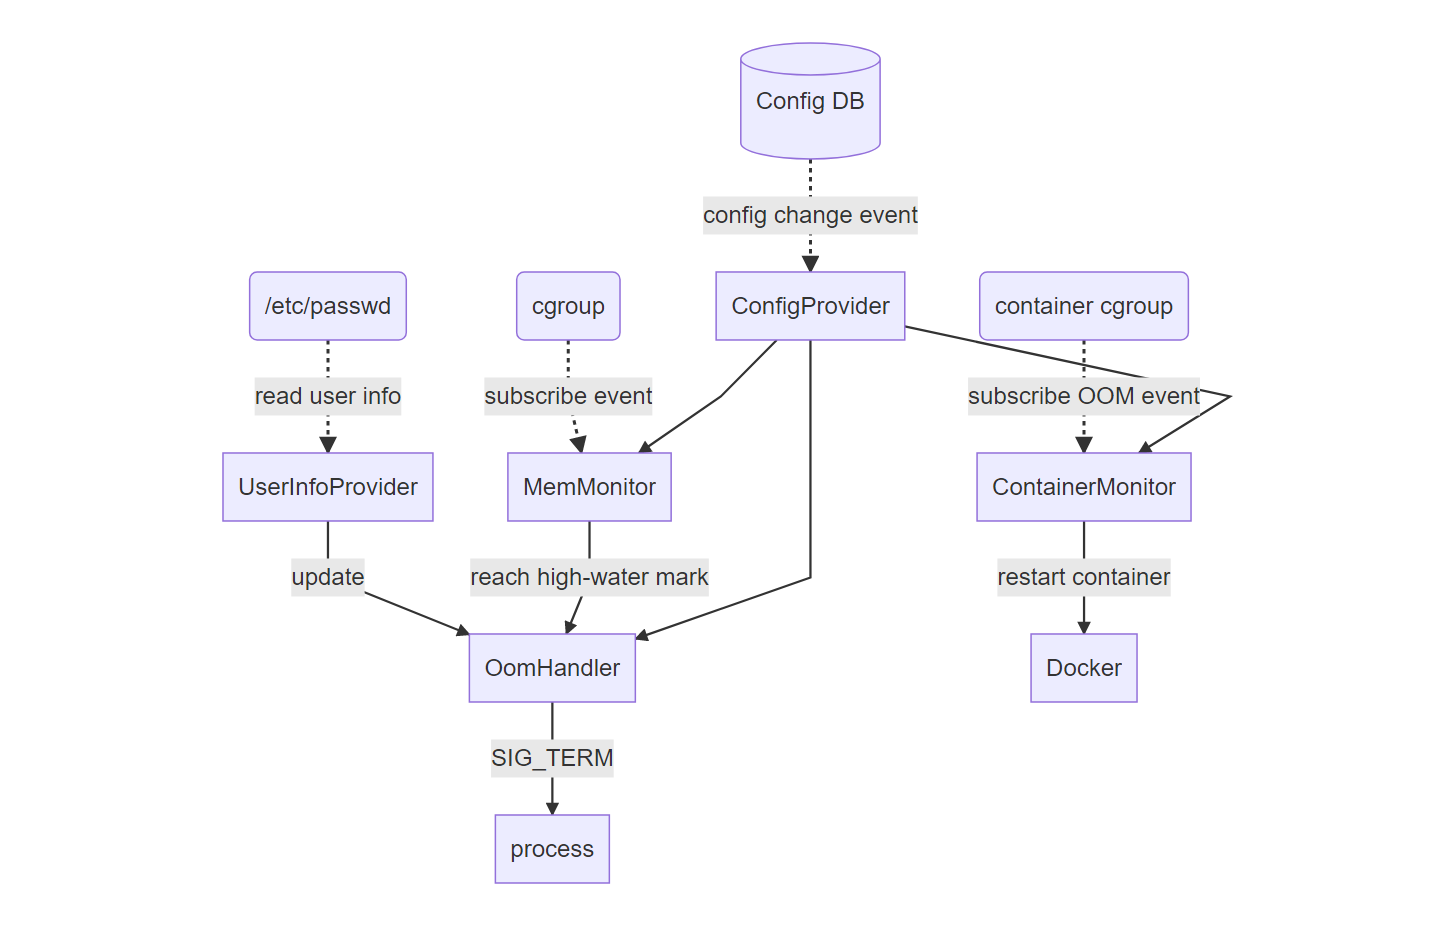 Config DB
config change event
/etc/passwd
cgroup
ConfigProvider
container cgroup
read user info
subscribe event
subscribe OOM event
UserInfoProvider
MemMonitor
ContainerMonitor
update
reach high-water mark
restart container
OomHandler
Docker
SIG_TERM
process